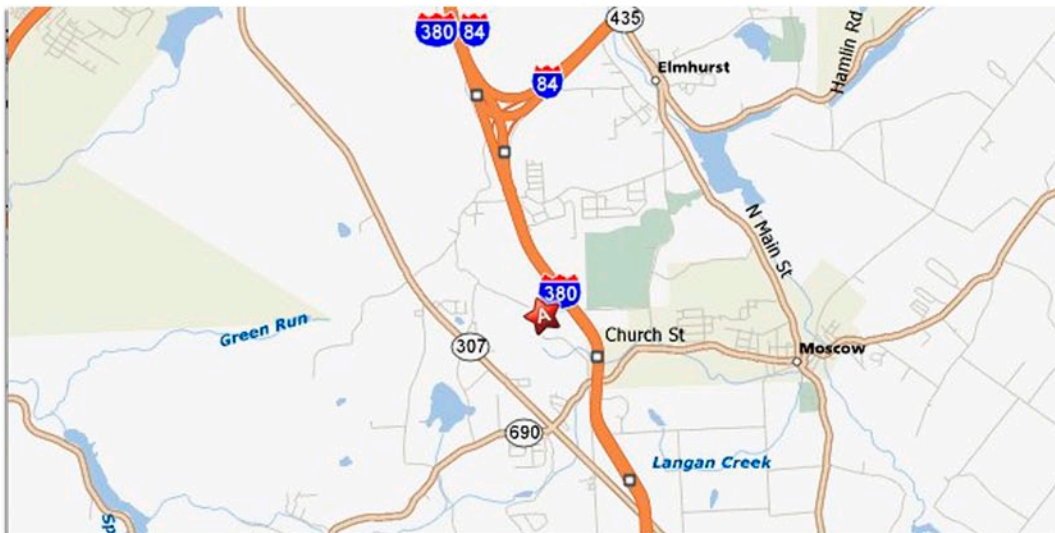 380 84
435
84
Elmhurst
Hamlin Rd
N Main St
380
A
Green Run
Church St
307
Moscow
690
Langan Creek
Sp